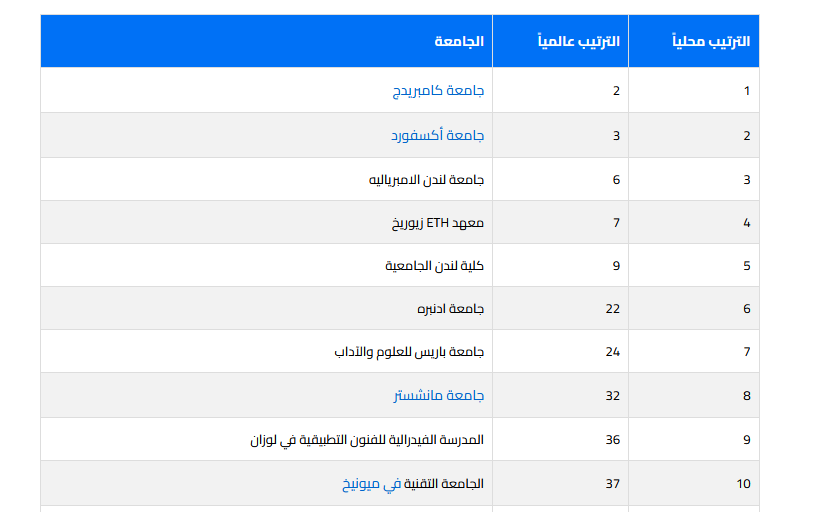 الترتيب محلياً الترتيب عالمياً الجامعة
1 2 جامعة كامبريدج
2 3 جامعة أكسفورد
3 6 جامعة لندن الامبرياليه
4 7 معهد ETH زيوريخ
5 9 كلية لندن الجامعية
6 22 جامعة ادنبره
7 24 جامعة باريس للعلوم والآداب
8 32 جامعة مانشستر
9 36 المدرسة الفيدرالية للفنون التطبيقية في لوزان
10 37 الجامعة التقنية في ميونيخ